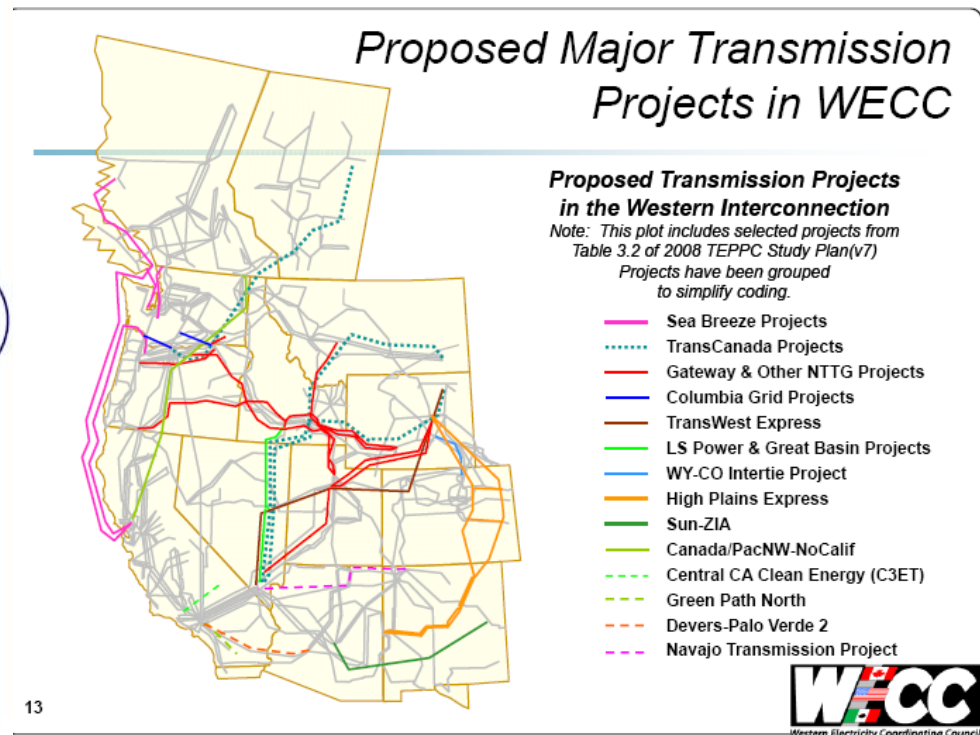 Proposed Major Transmission
Projects in WECC
Proposed Transmission Projects
in the Western Interconnection
Note: This plot includes selected projects from
Table 3.2 of 2008 TEPPC Study Plan(v7)
Projects have been grouped
to simplify coding.
Sea Breeze Projects
TransCanada Projects
Gateway & Other NTTG Projects
Columbia Grid Projects
TransWest Express
LS Power & Great Basin Projects
WY-CO Intertie Project
High Plains Express
Sun-ZIA
Canada/PacNW-NoCalif
Central CA Clean Energy (C3ET)
Green Path North
Devers-Palo Verde 2
Navajo Transmission Project
13
WECC
Western Electricity Coordinating Council